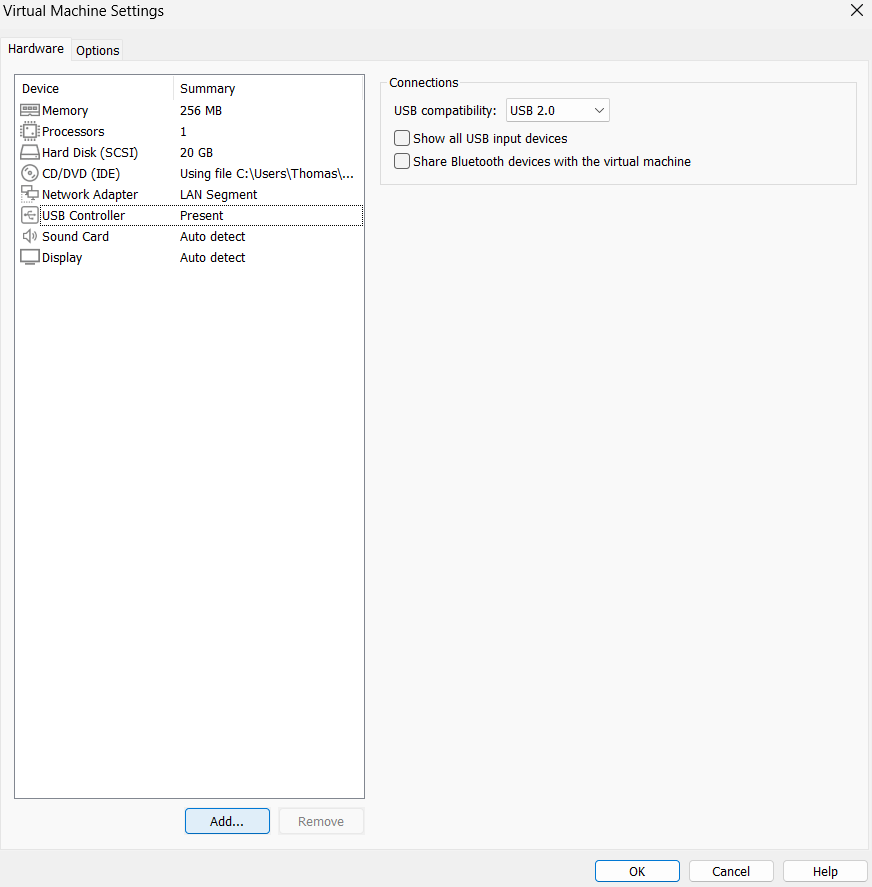 Virtual Machine Settings
Hardware
Options
Device Summary
Memory 256 MB
Processors 1
Hard Disk (SCSI) 20 GB
CD/DVD (IDE) Using file C:\Users\Thomas\...
Network Adapter LAN Segment
USB Controller Present
Sound Card Auto detect
Display Auto detect
Add...
Remove
Connections
USB compatibility: USB 2.0
Show all USB input devices
Share Bluetooth devices with the virtual machine
OK
Cancel
Help